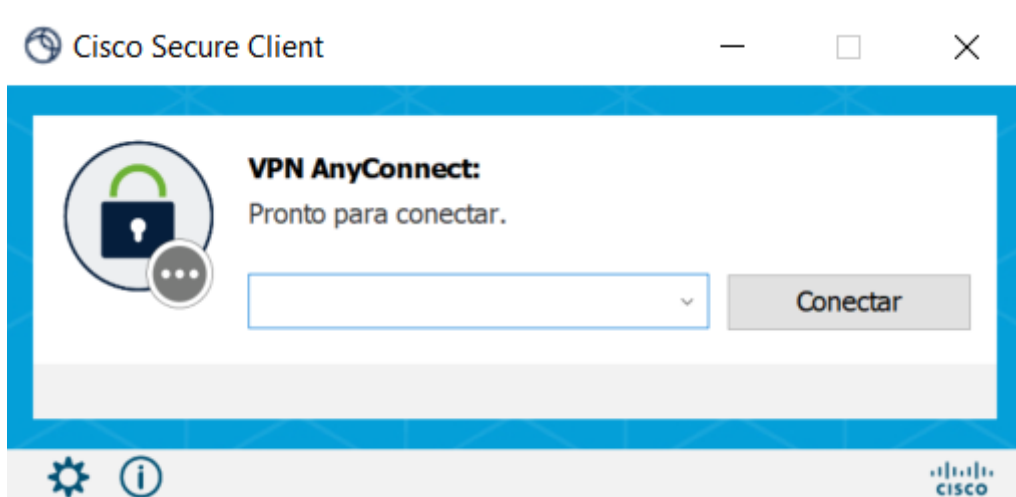 Cisco Secure Client
VPN AnyConnect:
Pronto para conectar.
Conectar
CISCO